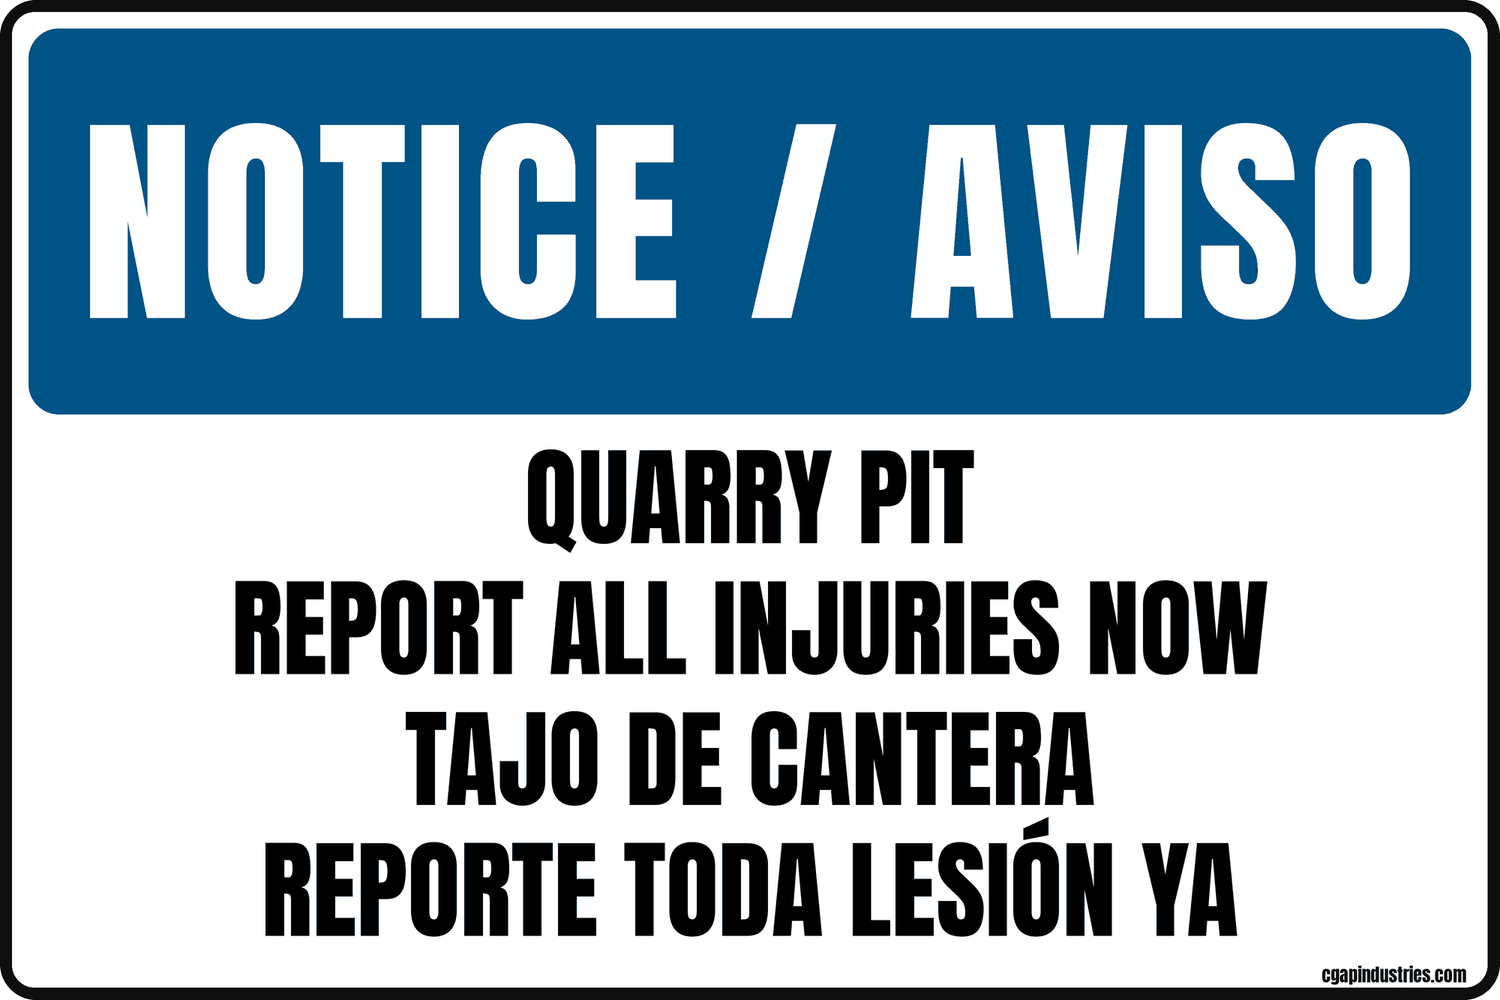 NOTICE / AVISO
QUARRY PIT
REPORT ALL INJURIES NOW
TAJO DE CANTERA
REPORTE TODA LESIÓN YA
cgapindustries.com